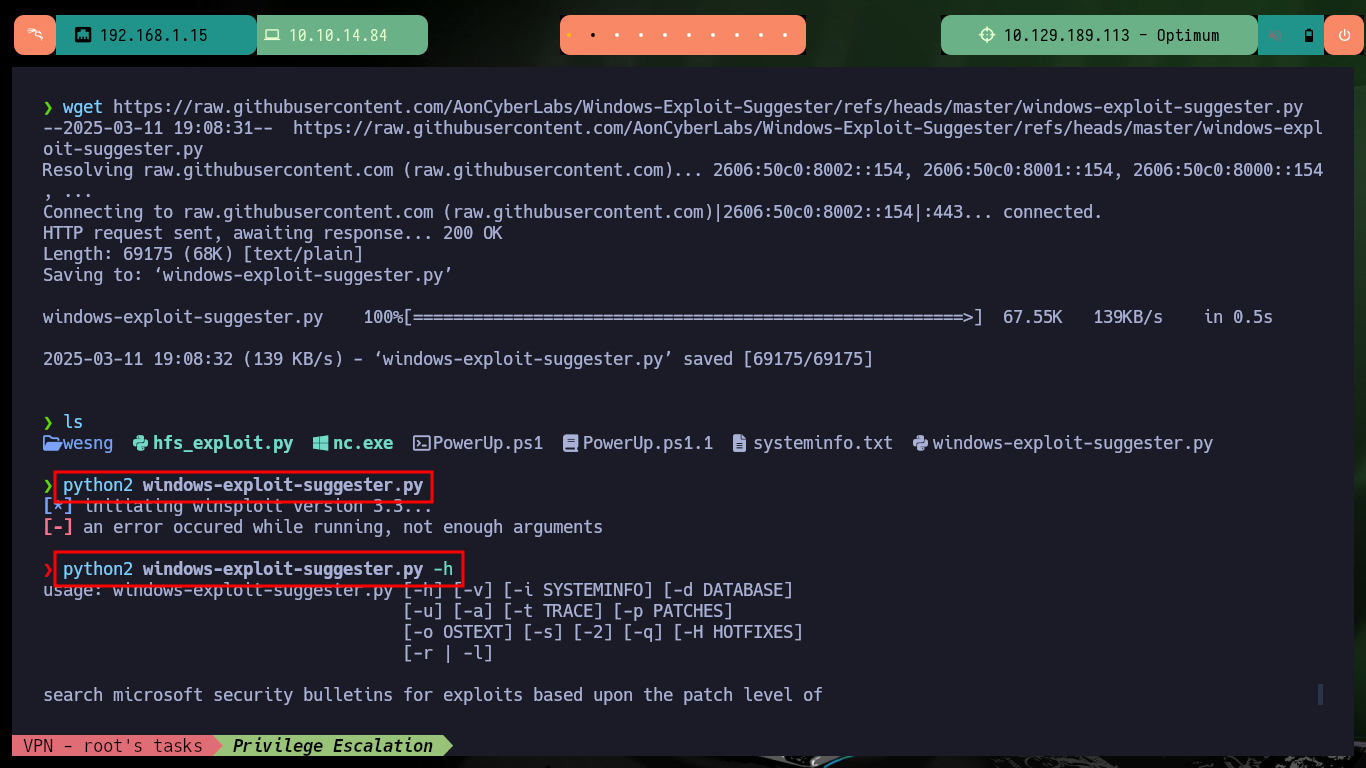 192.168.1.15 10.10.14.84 10.129.189.113 - Optimum
❯ wget https://raw.githubusercontent.com/AonCyberLabs/Windows-Exploit-Suggester/refs/heads/master/windows-exploit-suggester.py
--2025-03-11 19:08:31--  https://raw.githubusercontent.com/AonCyberLabs/Windows-Exploit-Suggester/refs/heads/master/windows-expl
oit-suggester.py
Resolving raw.githubusercontent.com (raw.githubusercontent.com)... 2606:50c0:8002::154, 2606:50c0:8001::154, 2606:50c0:8000::154
, ...
Connecting to raw.githubusercontent.com (raw.githubusercontent.com)|2606:50c0:8002::154|:443... connected.
HTTP request sent, awaiting response... 200 OK
Length: 69175 (68K) [text/plain]
Saving to: ‘windows-exploit-suggester.py’
windows-exploit-suggester.py    100%[=======================================================>]  67.55K   139KB/s    in 0.5s
2025-03-11 19:08:32 (139 KB/s) - ‘windows-exploit-suggester.py’ saved [69175/69175]
❯ ls
wesng  hfs_exploit.py  nc.exe  PowerUp.ps1  PowerUp.ps1.1  systeminfo.txt  windows-exploit-suggester.py
❯ python2 windows-exploit-suggester.py
[*] initiating winsploit version 3.3...
[-] an error occured while running, not enough arguments
❯ python2 windows-exploit-suggester.py -h
usage: windows-exploit-suggester.py [-h] [-v] [-i SYSTEMINFO] [-d DATABASE]
[-u] [-a] [-t TRACE] [-p PATCHES]
[-o OSTEXT] [-s] [-2] [-q] [-H HOTFIXES]
[-r | -l]
search microsoft security bulletins for exploits based upon the patch level of
VPN - root's tasks Privilege Escalation